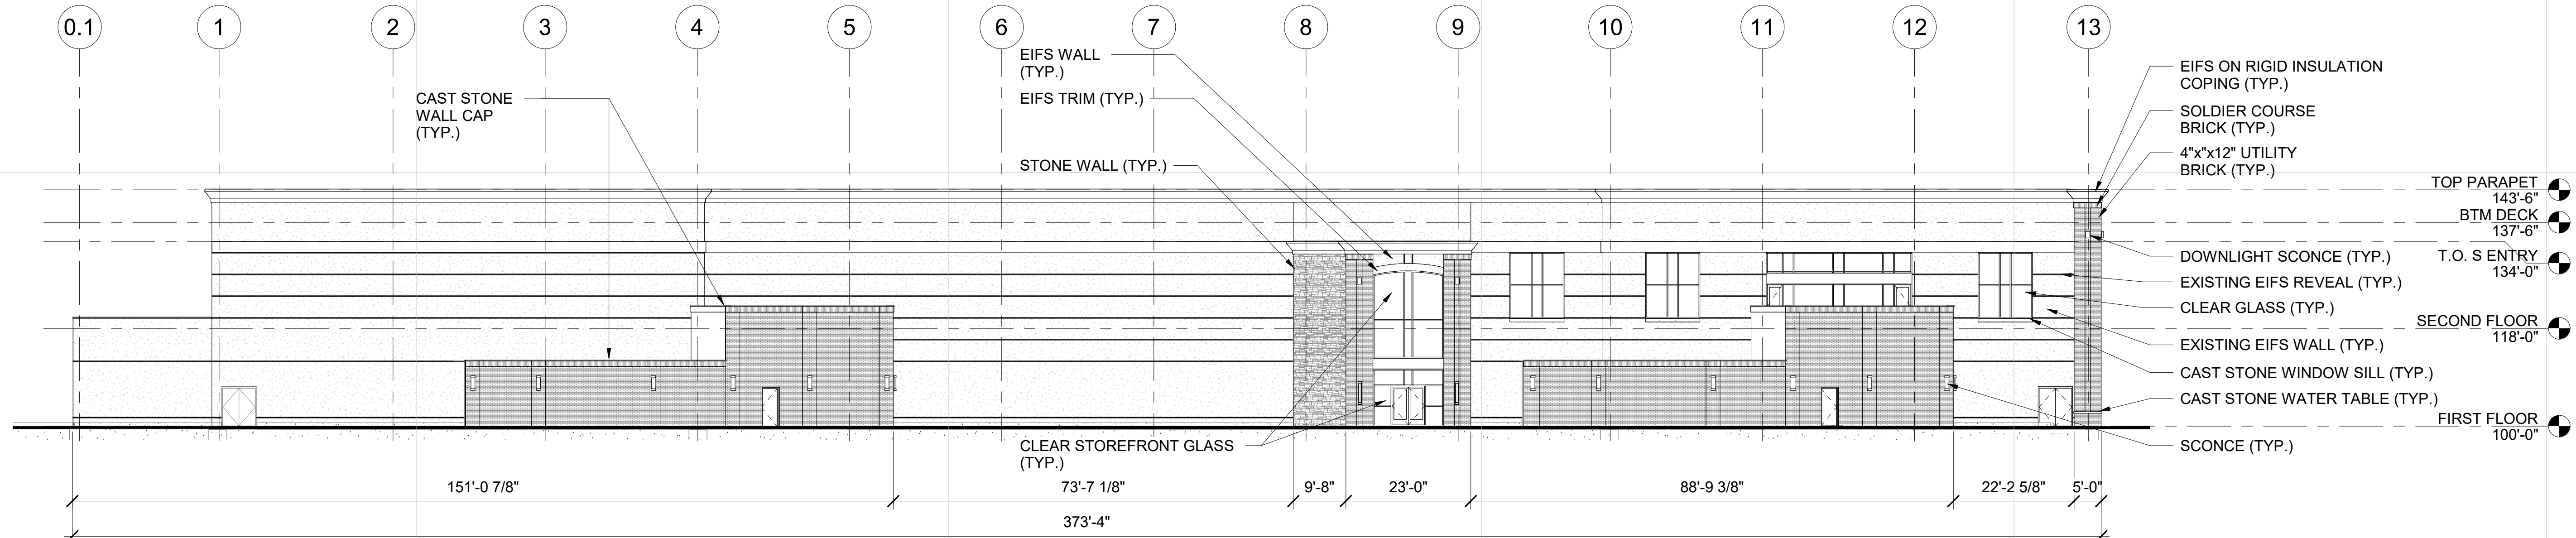 0.1 1 2 3 4 5 6 7 8 9 10 11 12 13
CAST STONE
WALL CAP
(TYP.)
EIFS WALL
(TYP.)
EIFS TRIM (TYP.)
STONE WALL (TYP.)
CLEAR STOREFRONT GLASS
(TYP.)
EIFS ON RIGID INSULATION
COPING (TYP.)
SOLDIER COURSE
BRICK (TYP.)
4"x"x12" UTILITY
BRICK (TYP.)
DOWNLIGHT SCONCE (TYP.)
EXISTING EIFS REVEAL (TYP.)
CLEAR GLASS (TYP.)
EXISTING EIFS WALL (TYP.)
CAST STONE WINDOW SILL (TYP.)
CAST STONE WATER TABLE (TYP.)
SCONCE (TYP.)
TOP PARAPET
143'-6"
BTM DECK
137'-6"
T.O. S ENTRY
134'-0"
SECOND FLOOR
118'-0"
FIRST FLOOR
100'-0"
151'-0 7/8" 73'-7 1/8" 9'-8" 23'-0" 88'-9 3/8" 22'-2 5/8" 5'-0"
373'-4"